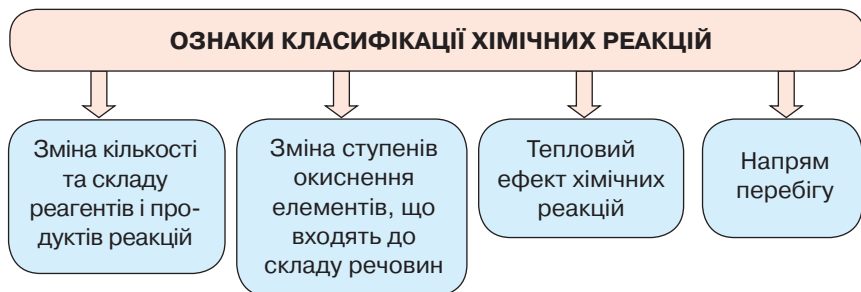 ОЗНАКИ КЛАСИФІКАЦІЇ ХІМІЧНИХ РЕАКЦІЙ
Зміна кількості
та складу
реагентів і про-
дуктів реакцій
Зміна ступенів
окиснення
елементів, що
входять до
складу речовин
Тепловий
ефект хімічних
реакцій
Напрям
перебігу